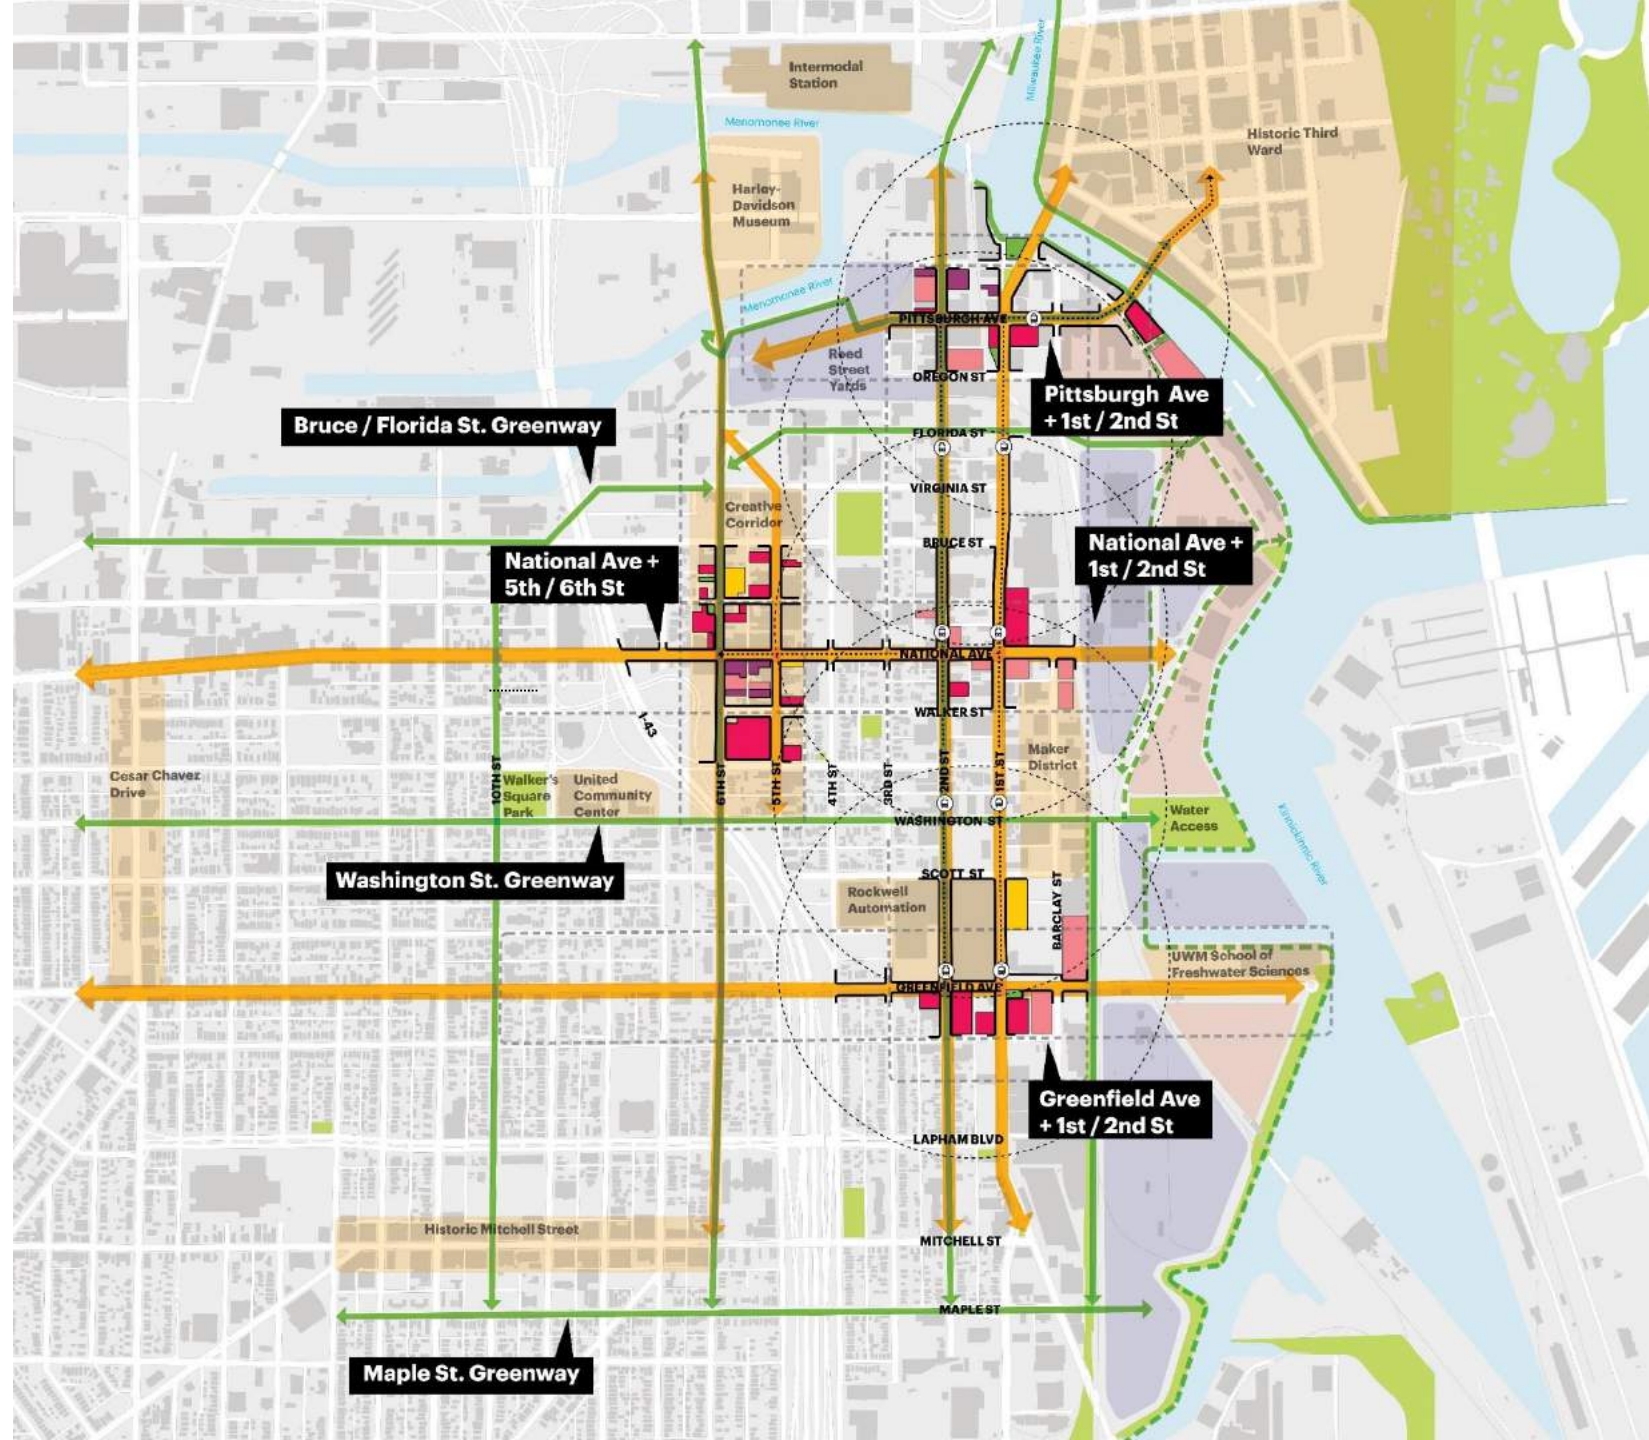 Intermodal
Station
Milwaukee River
Menomonee River
Historic Third
Ward
Harley-
Davidson
Museum
Menomonee River
PITTSBURGH AVE
Reed
Street
Yards
OREGON ST
Pittsburgh Ave
+ 1st / 2nd St
Bruce / Florida St. Greenway
FLORIDA ST
VIRGINIA ST
Creative
Corridor
BRUCE ST
National Ave +
5th / 6th St
National Ave +
1st / 2nd St
NATIONAL AVE
WALKER ST
I-43
Cesar Chavez
Drive
10TH ST
Walker's
Square
Park
United
Community
Center
6TH ST
5TH ST
4TH ST
3RD ST
2ND ST
1ST ST
Maker
District
Water
Access
WASHINGTON ST
Kinnickinnic River
Washington St. Greenway
SCOTT ST
Rockwell
Automation
BARCLAY ST
UWM School of
Freshwater Sciences
GREENFIELD AVE
Greenfield Ave
+ 1st / 2nd St
LAPHAM BLVD
Historic Mitchell Street
MITCHELL ST
MAPLE ST
Maple St. Greenway